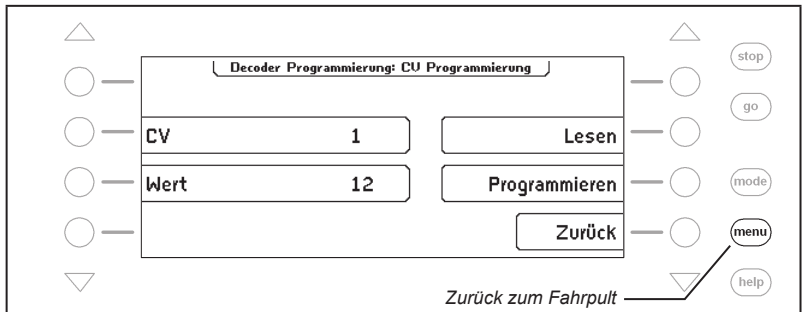 stop
Decoder Programmierung: CV Programmierung
go
CV 1 Lesen
Wert 12 Programmieren
mode
Zurück
menu
help
Zurück zum Fahrpult